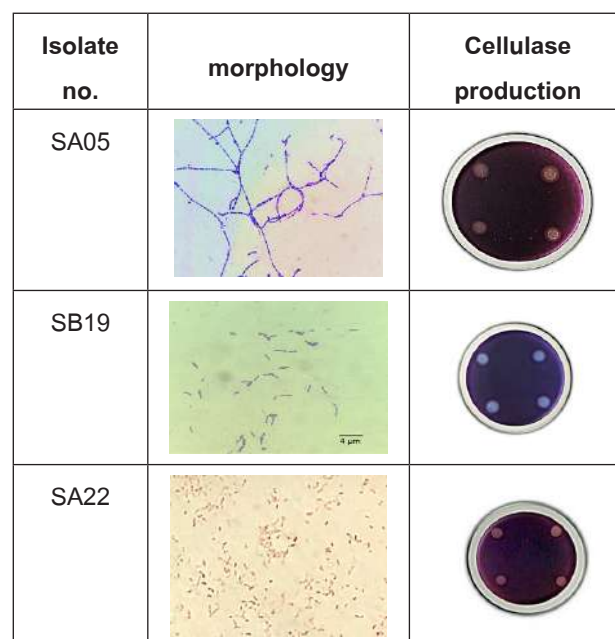 Isolate no.
morphology
Cellulase production
SA05
SB19
4 µm
SA22